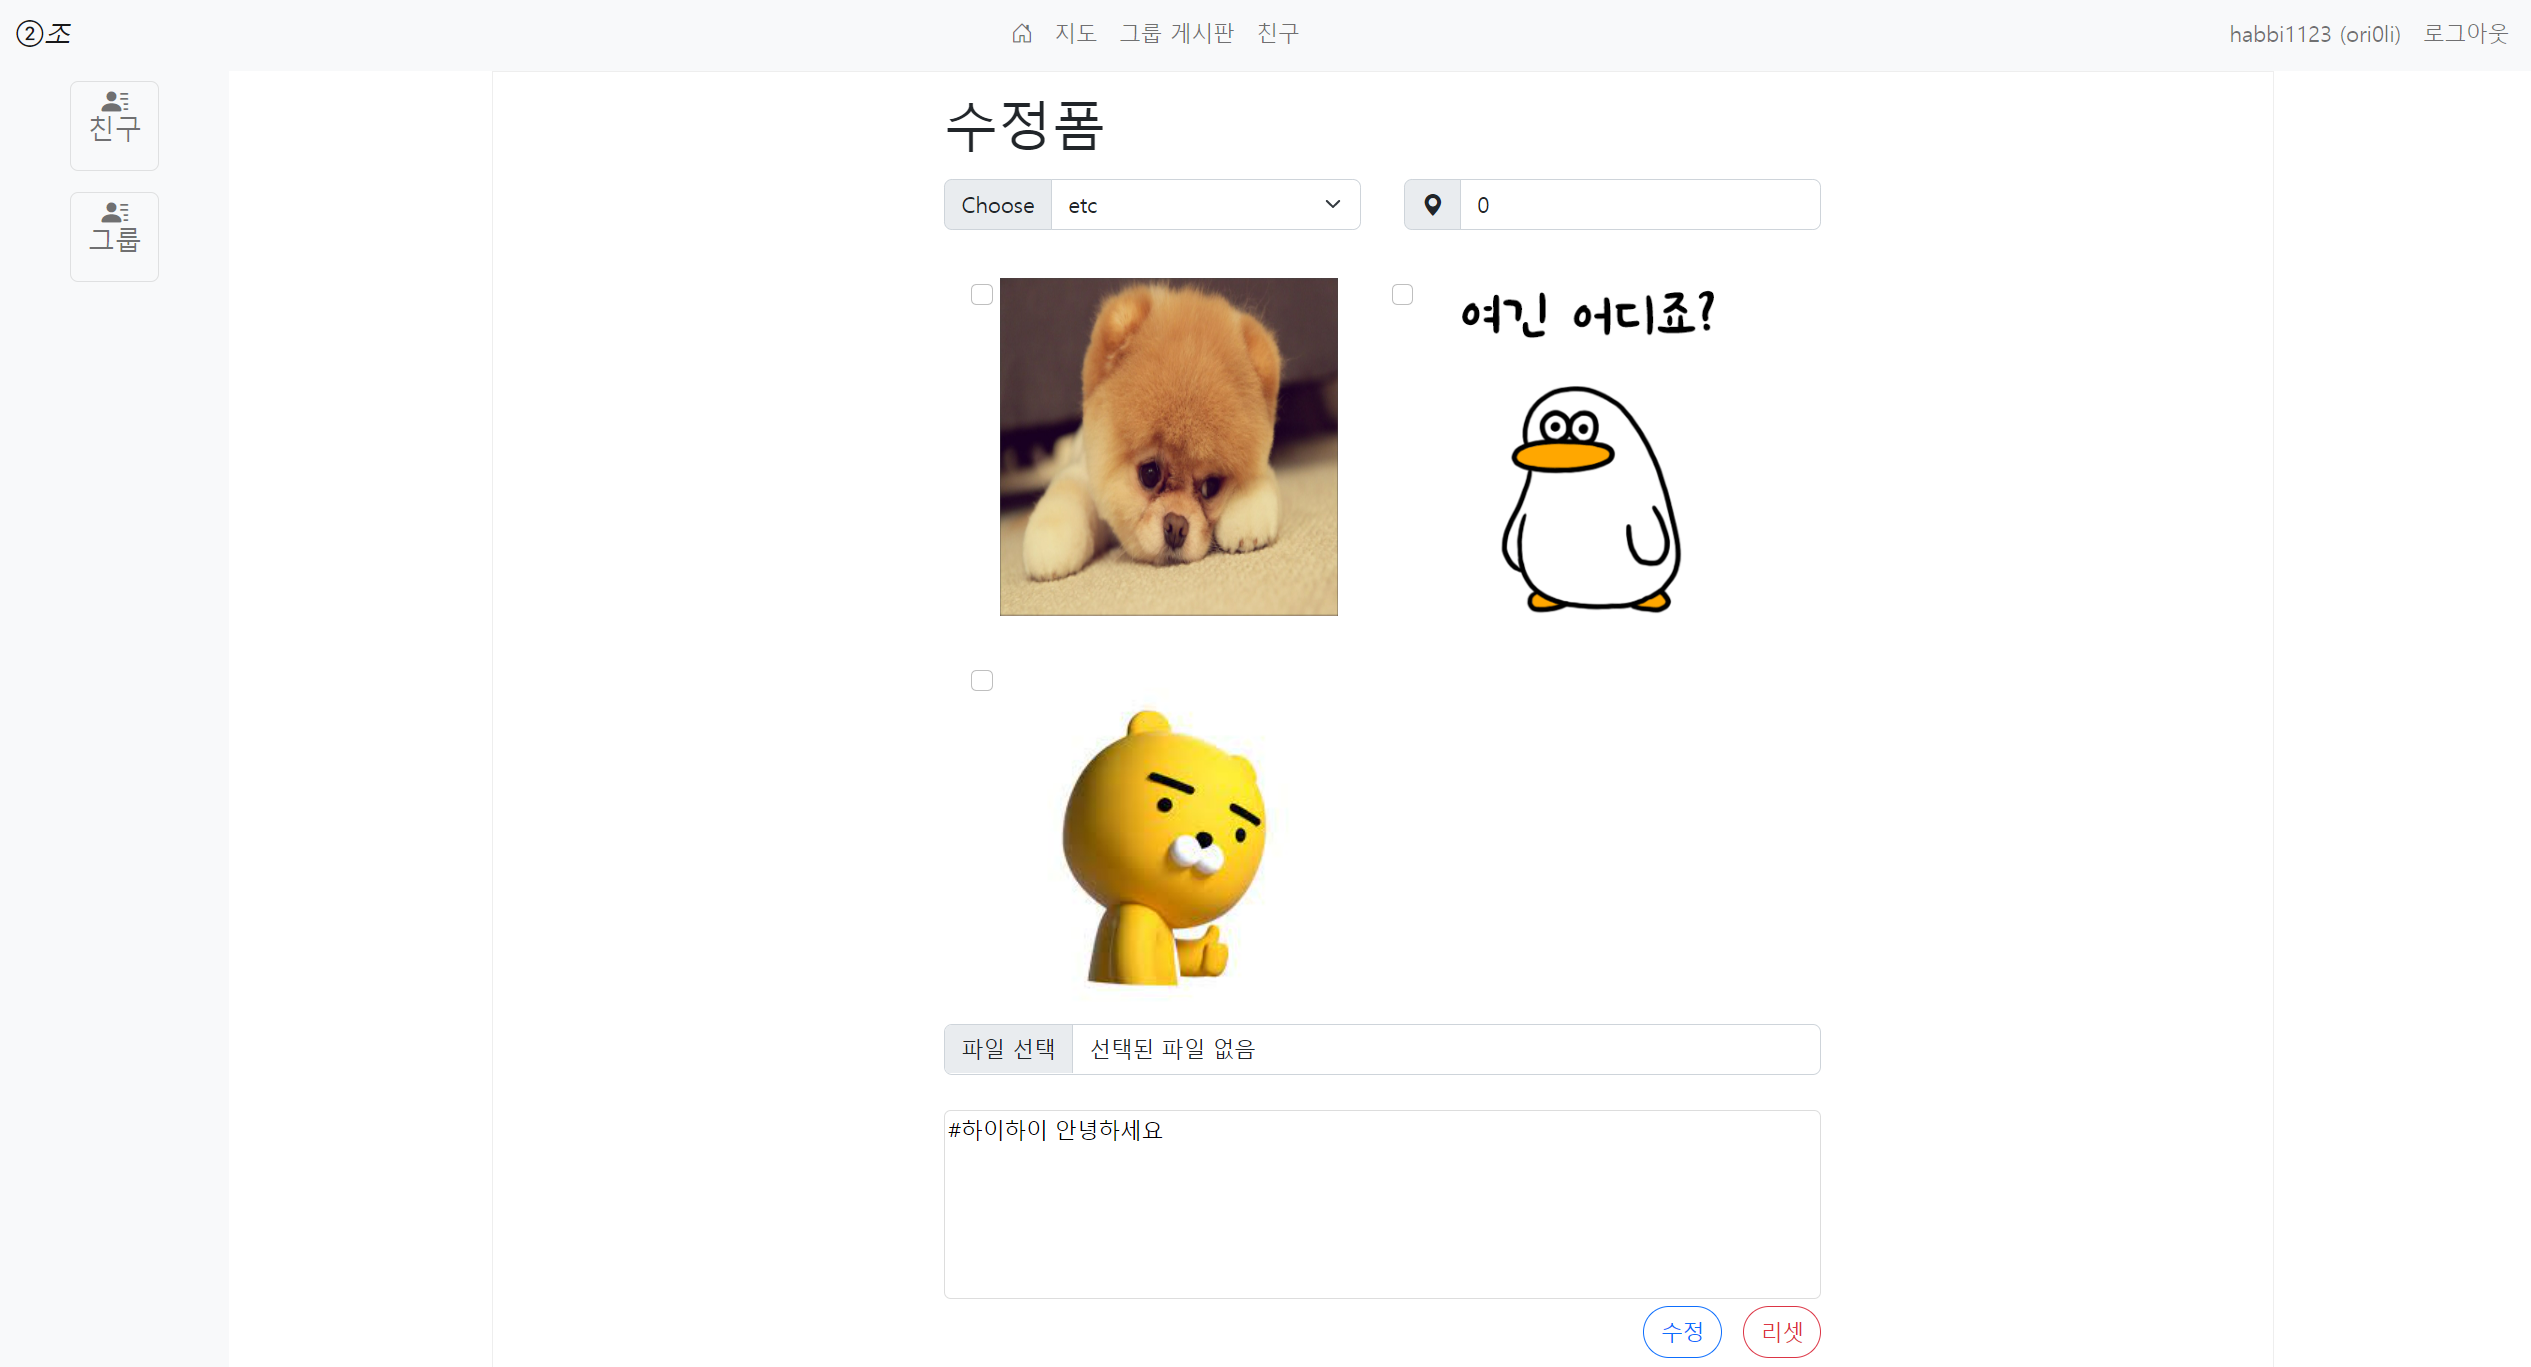 ②조
지도 그룹 게시판 친구
habbi1123 (ori0li) 로그아웃
친구
그룹
수정폼
Choose etc
0
여긴 어디죠?
파일 선택 선택된 파일 없음
#하이하이 안녕하세요
수정 리셋